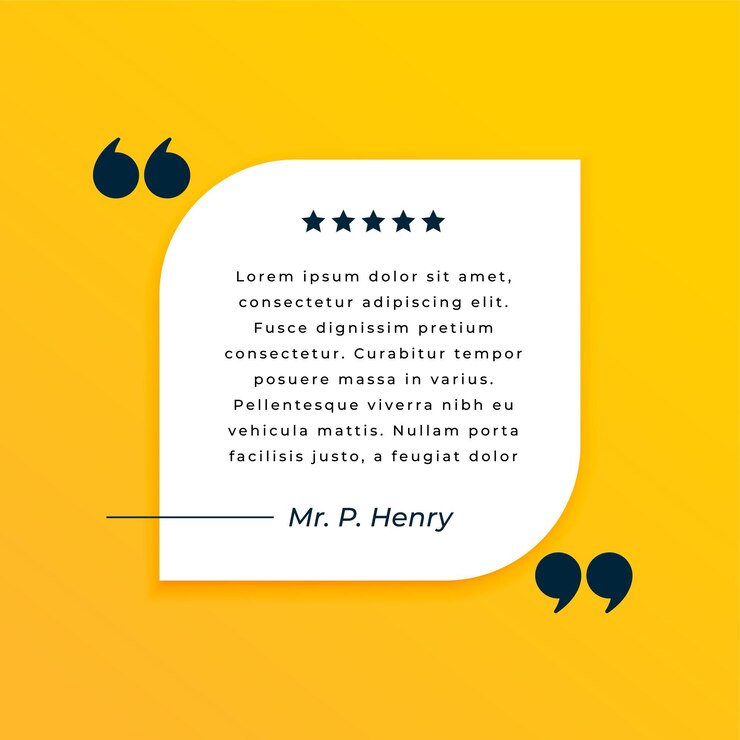 Lorem ipsum dolor sit amet,
consectetur adipiscing elit.
Fusce dignissim pretium
consectetur. Curabitur tempor
posuere massa in varius.
Pellentesque viverra nibh eu
vehicula mattis. Nullam porta
facilisis justo, a feugiat dolor
Mr. P. Henry